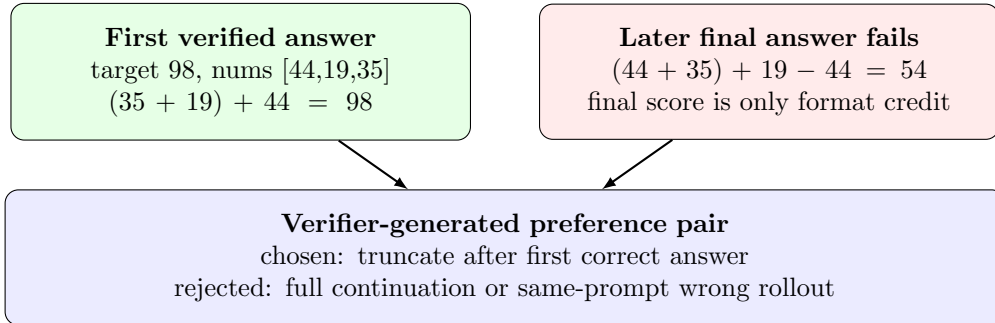 First verified answer
target 98, nums [44,19,35]
(35 + 19) + 44 = 98
Later final answer fails
(44 + 35) + 19 − 44 = 54
final score is only format credit
Verifier-generated preference pair
chosen: truncate after first correct answer
rejected: full continuation or same-prompt wrong rollout